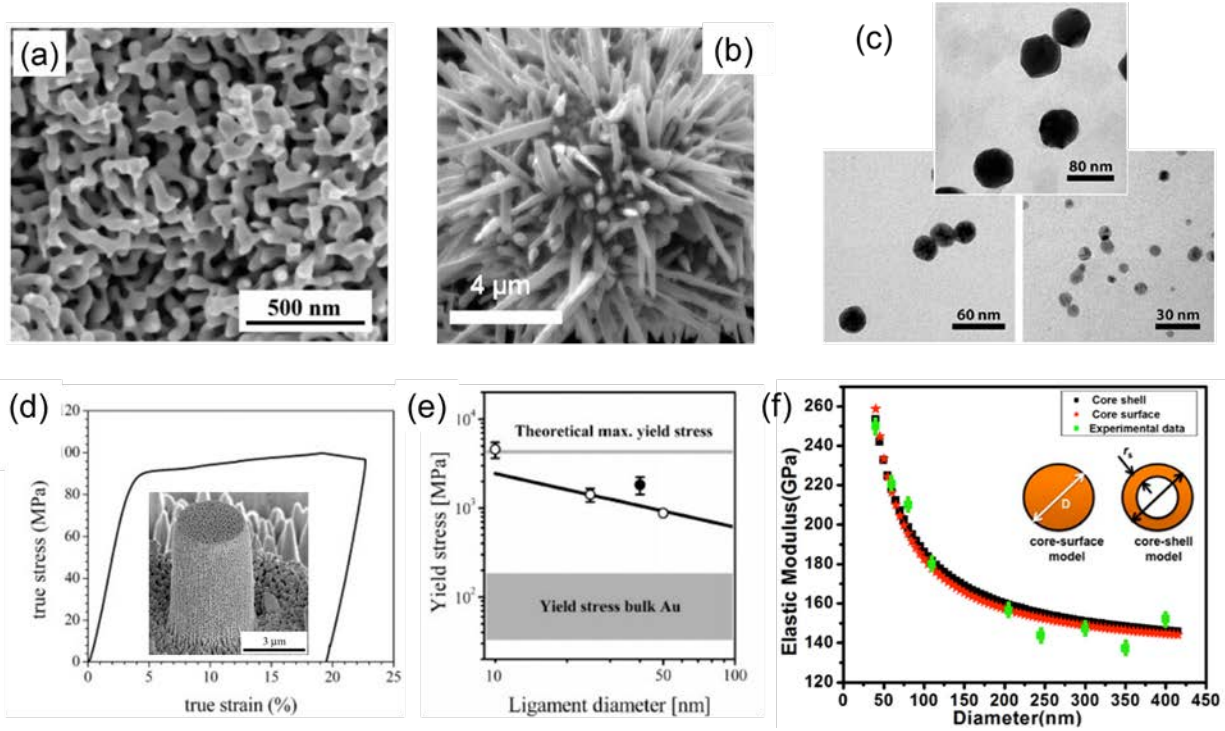 (a)
500 nm
(b)
4 µm
(c)
80 nm
60 nm
30 nm
(d)
true stress (MPa)
20
00
80
60
40
20
0
0 5 10 15 20 25
true strain (%)
3 µm
(e)
Yield stress [MPa]
10⁴
10³
10²
Theoretical max. yield stress
Yield stress bulk Au
10 100
Ligament diameter [nm]
(f)
Elastic Modulus(GPa)
260
240
220
200
180
160
140
120
Core shell
Core surface
Experimental data
D
rs
core-surface
model
core-shell
model
0 50 100 150 200 250 300 350 400 450
Diameter(nm)